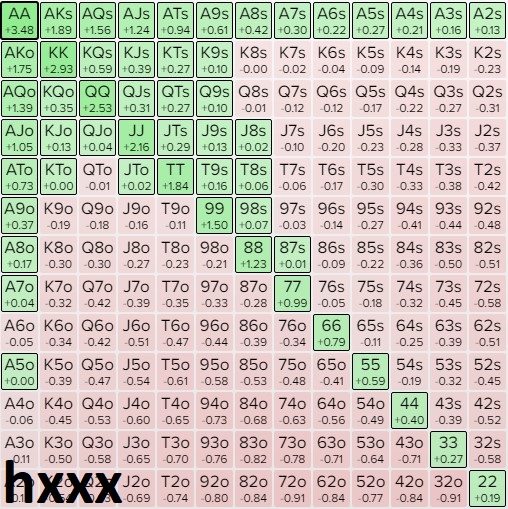 AA AKs AQs AJs ATs A9s A8s A7s A6s A5s A4s A3s A2s
+3.48 +1.89 +1.56 +1.24 +0.94 +0.61 +0.42 +0.30 +0.22 +0.27 +0.21 +0.16 +0.13
AKo KK KQs KJs KTs K9s K8s K7s K6s K5s K4s K3s K2s
+1.75 +2.93 +0.59 +0.39 +0.27 +0.10 -0.00 -0.02 -0.04 -0.09 -0.14 -0.19 -0.23
AQo KQo QQ QJs QTs Q9s Q8s Q7s Q6s Q5s Q4s Q3s Q2s
+1.39 +0.35 +2.53 +0.31 +0.27 +0.10 -0.01 -0.12 -0.12 -0.17 -0.22 -0.27 -0.31
AJo KJo QJo JJ JTs J9s J8s J7s J6s J5s J4s J3s J2s
+1.05 +0.13 +0.04 +2.16 +0.29 +0.13 +0.02 -0.10 -0.20 -0.23 -0.28 -0.33 -0.37
ATo KTo QTo JTo TT T9s T8s T7s T6s T5s T4s T3s T2s
+0.73 +0.00 -0.01 +0.02 +1.84 +0.16 +0.06 -0.06 -0.17 -0.30 -0.33 -0.38 -0.42
A9o K9o Q9o J9o T9o 99 98s 97s 96s 95s 94s 93s 92s
+0.37 -0.19 -0.18 -0.16 -0.11 +1.50 +0.07 -0.03 -0.14 -0.27 -0.41 -0.44 -0.48
A8o K8o Q8o J8o T8o 98o 88 87s 86s 85s 84s 83s 82s
+0.17 -0.30 -0.30 -0.27 -0.23 -0.21 +1.23 +0.01 -0.09 -0.22 -0.36 -0.50 -0.51
A7o K7o Q7o J7o T7o 97o 87o 77 76s 75s 74s 73s 72s
+0.04 -0.32 -0.42 -0.39 -0.35 -0.33 -0.28 +0.99 -0.05 -0.18 -0.32 -0.45 -0.58
A6o K6o Q6o J6o T6o 96o 86o 76o 66 65s 64s 63s 62s
-0.05 -0.34 -0.42 -0.51 -0.47 -0.44 -0.39 -0.34 +0.79 -0.11 -0.25 -0.39 -0.51
A5o K5o Q5o J5o T5o 95o 85o 75o 65o 55 54s 53s 52s
+0.00 -0.39 -0.47 -0.54 -0.61 -0.58 -0.53 -0.48 -0.41 +0.59 -0.19 -0.32 -0.45
A4o K4o Q4o J4o T4o 94o 84o 74o 64o 54o 44 43s 42s
-0.06 -0.45 -0.53 -0.60 -0.65 -0.73 -0.68 -0.63 -0.56 -0.49 +0.40 -0.39 -0.52
A3o K3o Q3o J3o T3o 93o 83o 73o 63o 53o 43o 33 32s
-0.11 -0.50 -0.58 -0.65 -0.70 -0.76 -0.82 -0.78 -0.71 -0.64 -0.71 +0.27 -0.58
hxxx J2o T2o 92o 82o 72o 62o 52o 42o 32o 22
-0.69 -0.74 -0.80 -0.84 -0.77 -0.84 -0.91 +0.19